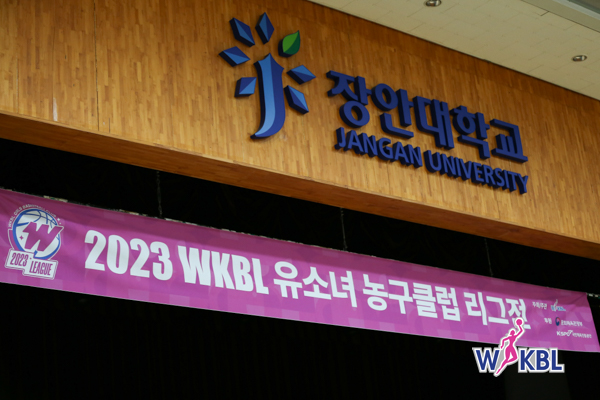 장안대학교
JANGAN UNIVERSITY
2023 WKBL 유소녀 농구클럽 리그전
W
2023 LEAGUE
WKBL